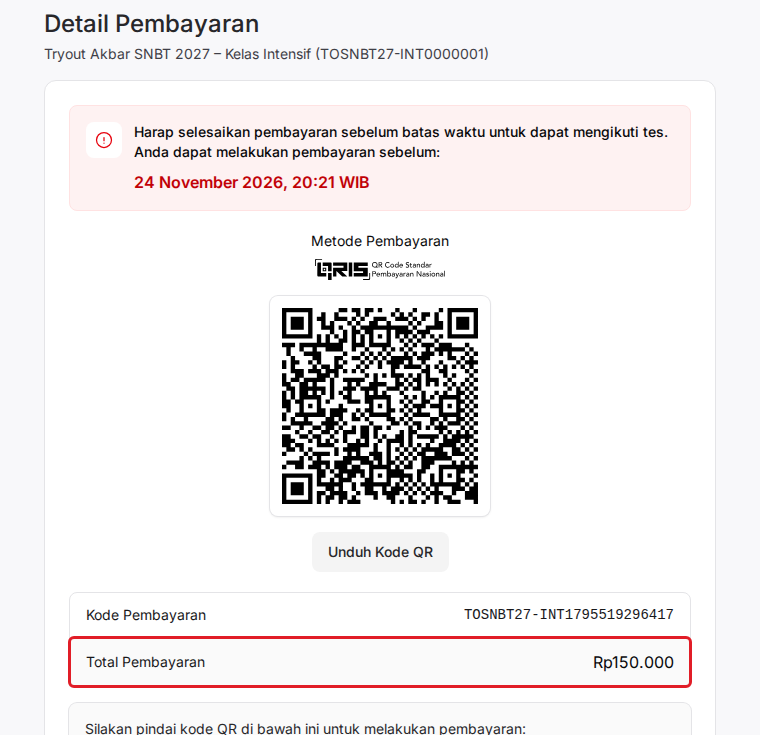 Detail Pembayaran
Tryout Akbar SNBT 2027 – Kelas Intensif (TOSNBT27-INT0000001)
Harap selesaikan pembayaran sebelum batas waktu untuk dapat mengikuti tes.
Anda dapat melakukan pembayaran sebelum:
24 November 2026, 20:21 WIB
Metode Pembayaran
QRIS QR Code Standar
Pembayaran Nasional
Unduh Kode QR
Kode Pembayaran TOSNBT27-INT1795519296417
Total Pembayaran Rp150.000
Silakan pindai kode QR di bawah ini untuk melakukan pembayaran: